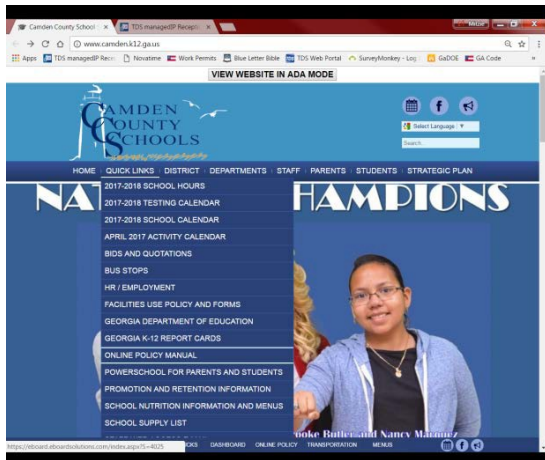 Camden County School
TDS managedIP Recepti
www.camden.k12.ga.us
Apps TDS managedIP Rece Novatime Work Permits Blue Letter Bible TDS Web Portal SurveyMonkey - Log GaDOE GA Code »
VIEW WEBSITE IN ADA MODE
CAMDEN
COUNTY
SCHOOLS
Select Language ▼
Search...
HOME QUICK LINKS DISTRICT DEPARTMENTS STAFF PARENTS STUDENTS STRATEGIC PLAN
NAT HAMPIONS
2017-2018 SCHOOL HOURS
2017-2018 TESTING CALENDAR
2017-2018 SCHOOL CALENDAR
APRIL 2017 ACTIVITY CALENDAR
BIDS AND QUOTATIONS
BUS STOPS
HR / EMPLOYMENT
FACILITIES USE POLICY AND FORMS
GEORGIA DEPARTMENT OF EDUCATION
GEORGIA K-12 REPORT CARDS
ONLINE POLICY MANUAL
POWERSCHOOL FOR PARENTS AND STUDENTS
PROMOTION AND RETENTION INFORMATION
SCHOOL NUTRITION INFORMATION AND MENUS
SCHOOL SUPPLY LIST
ooke Butler and Nancy Marquez
https://eboard.eboardsolutions.com/index.aspx?S=4025
DASHBOARD ONLINE POLICY TRANSPORTATION MENUS